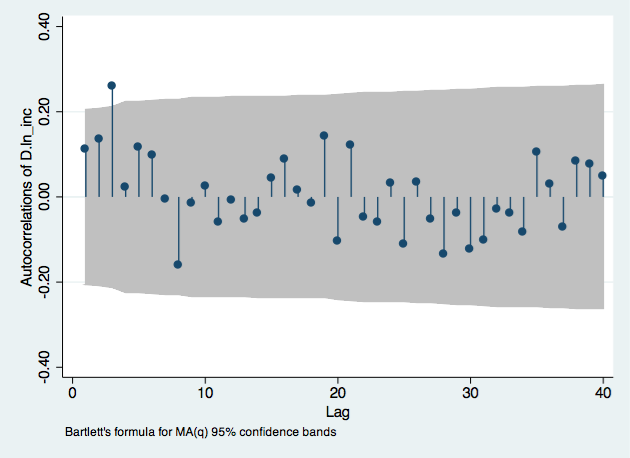 Autocorrelations of D.ln_inc
0.40
0.20
0.00
-0.20
-0.40
0 10 20 30 40
Lag
Bartlett's formula for MA(q) 95% confidence bands